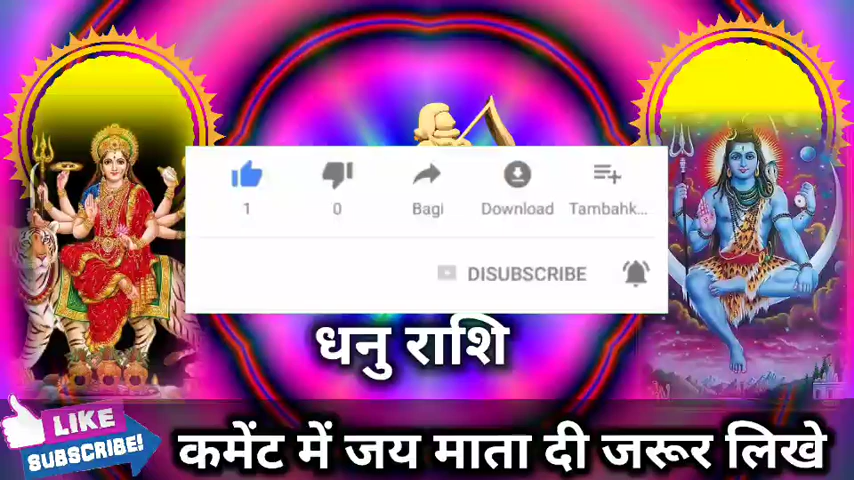 1 0 Bagi Download Tambahk...
DISUBSCRIBE
धनु राशि
LIKE
SUBSCRIBE!
कमेंट में जय माता दी जरूर लिखे